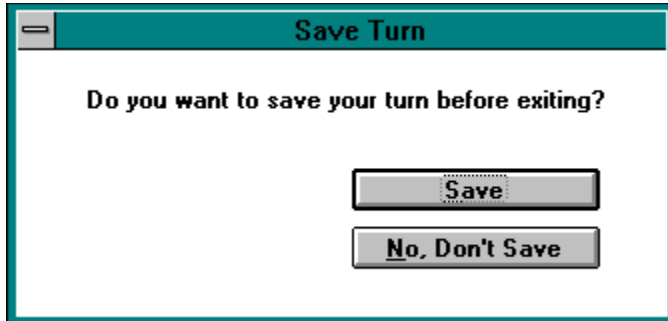 Save Turn
Do you want to save your turn before exiting?
Save
No, Don't Save